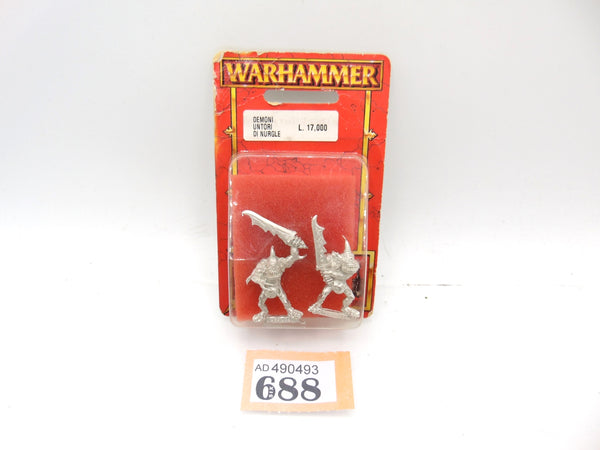 WARHAMMER
DEMONI
UNTORI
DI NURGLE
L. 17,000
AD 490493
688